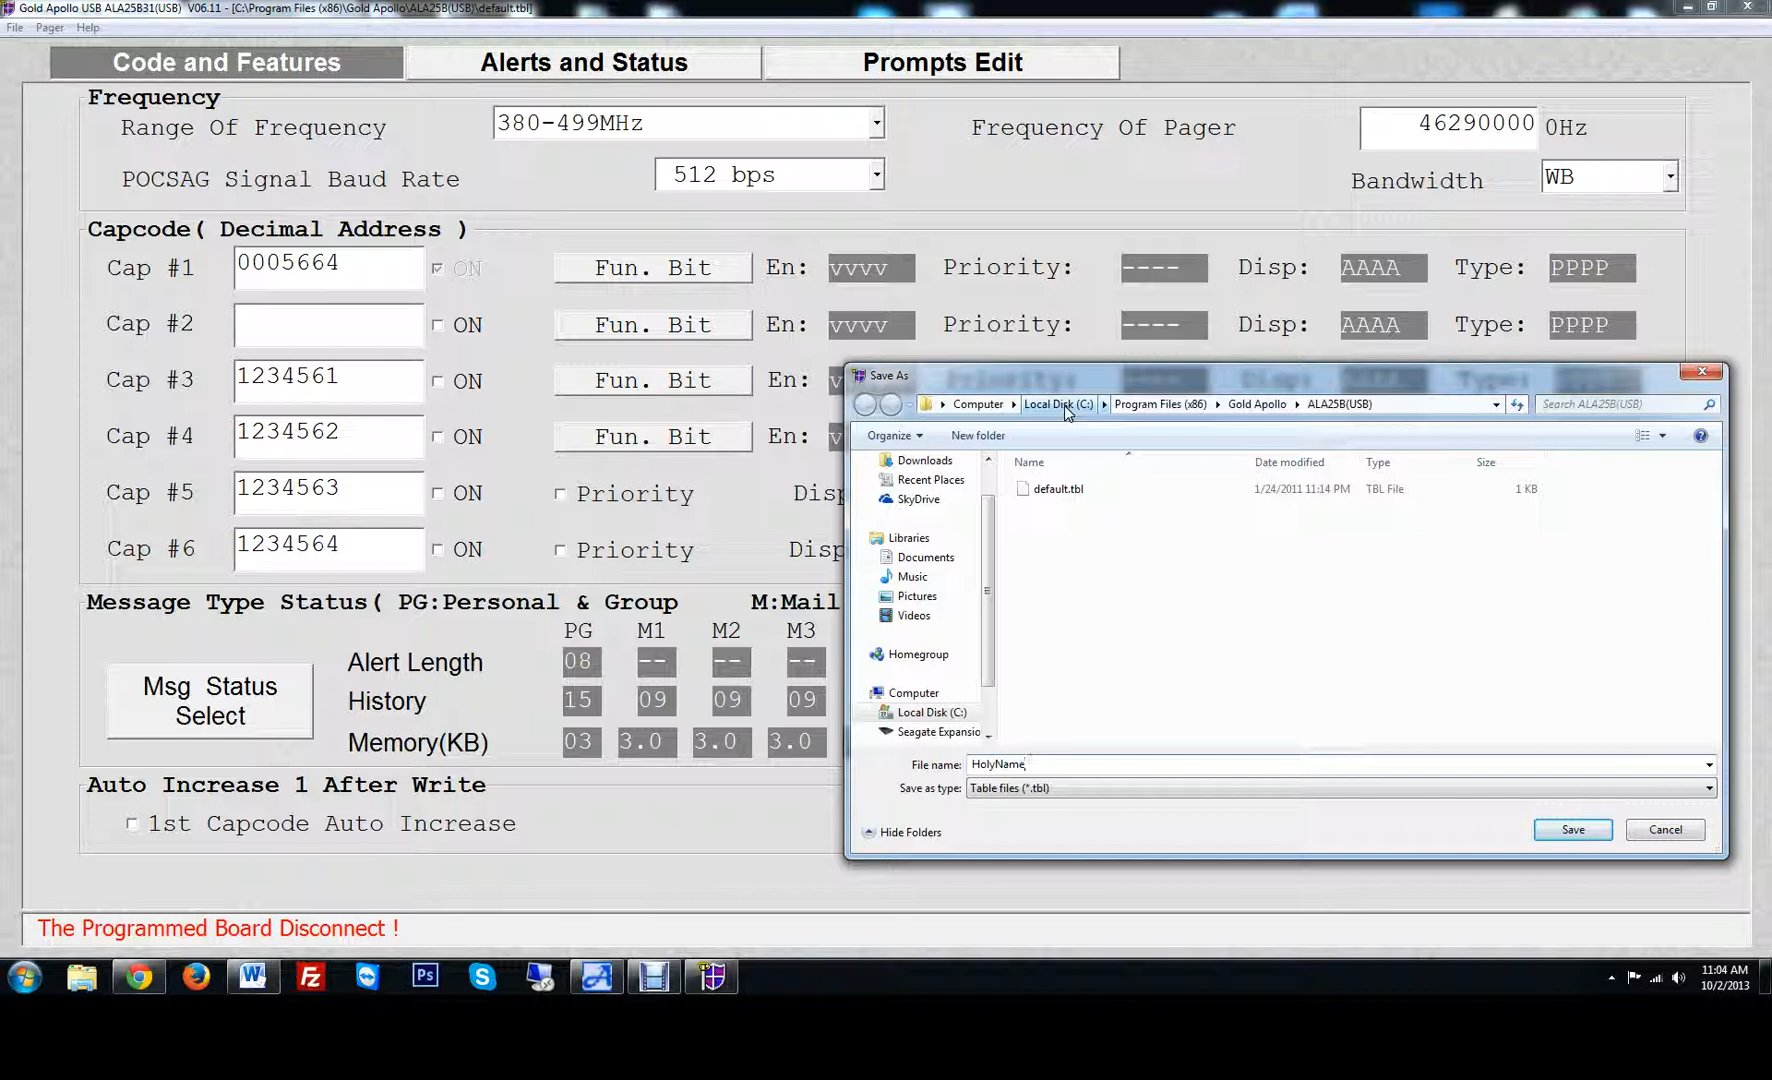 Gold Apollo USB ALA25B31(USB) V06.11 - [C:\Program Files (x86)\Gold Apollo\ALA25B(USB)\default.tbl]
File Pager Help
Code and Features Alerts and Status Prompts Edit
Frequency
Range Of Frequency 380-499MHz Frequency Of Pager 46290000 0Hz
POCSAG Signal Baud Rate 512 bps Bandwidth WB
Capcode( Decimal Address )
Cap #1 0005664 ON Fun. Bit En: vvvv Priority: ---- Disp: AAAA Type: PPPP
Cap #2 ON Fun. Bit En: vvvv Priority: ---- Disp: AAAA Type: PPPP
Cap #3 1234561 ON Fun. Bit En: v
Cap #4 1234562 ON Fun. Bit En: v
Cap #5 1234563 ON Priority Dis
Cap #6 1234564 ON Priority Disp
Message Type Status( PG:Personal & Group M:Mail
PG M1 M2 M3
Msg Status Select
Alert Length 08 -- -- --
History 15 09 09 09
Memory(KB) 03 3.0 3.0 3.0
Auto Increase 1 After Write
1st Capcode Auto Increase
Save As
Computer Local Disk (C:) Program Files (x86) Gold Apollo ALA25B(USB) Search ALA25B(USB)
Organize New folder
Downloads
Recent Places
SkyDrive
Libraries
Documents
Music
Pictures
Videos
Homegroup
Computer
Local Disk (C:)
Seagate Expansio
Name Date modified Type Size
default.tbl 1/24/2011 11:14 PM TBL File 1 KB
File name: HolyName
Save as type: Table files (*.tbl)
Hide Folders Save Cancel
The Programmed Board Disconnect !
W Fz Ps S
11:04 AM
10/2/2013